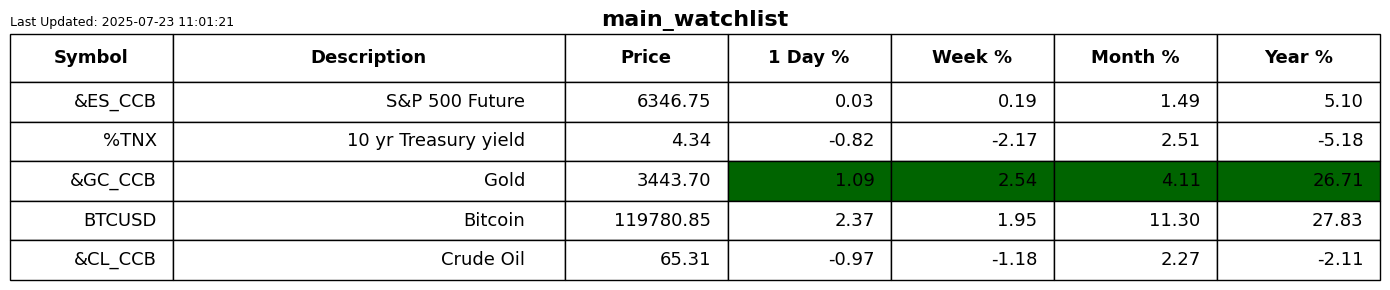 Last Updated: 2025-07-23 11:01:21
main_watchlist
Symbol Description Price 1 Day % Week % Month % Year %
&ES_CCB S&P 500 Future 6346.75 0.03 0.19 1.49 5.10
%TNX 10 yr Treasury yield 4.34 -0.82 -2.17 2.51 -5.18
&GC_CCB Gold 3443.70 1.09 2.54 4.11 26.71
BTCUSD Bitcoin 119780.85 2.37 1.95 11.30 27.83
&CL_CCB Crude Oil 65.31 -0.97 -1.18 2.27 -2.11